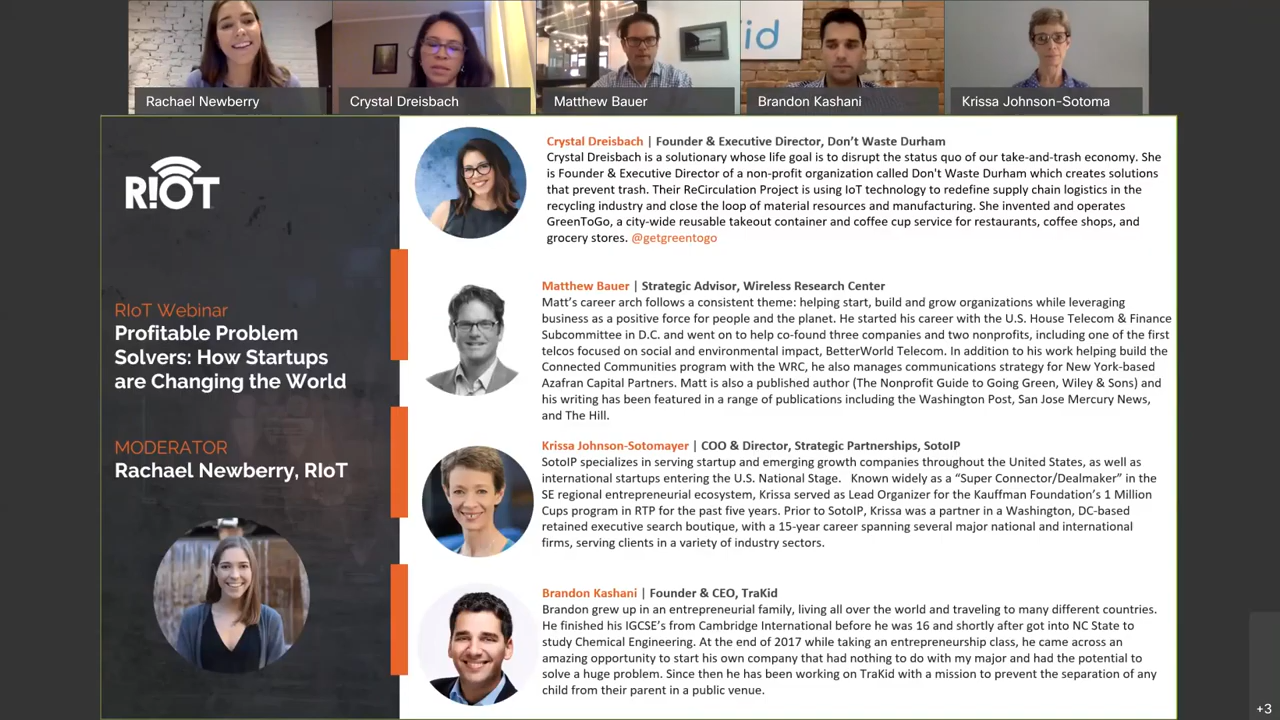 id
Rachael Newberry
Crystal Dreisbach
Matthew Bauer
Brandon Kashani
Krissa Johnson-Sotoma
R!OT
RIoT Webinar
Profitable Problem
Solvers: How Startups
are Changing the World
MODERATOR
Rachael Newberry, RIoT
Crystal Dreisbach | Founder & Executive Director, Don't Waste Durham
Crystal Dreisbach is a solutionary whose life goal is to disrupt the status quo of our take-and-trash economy. She
is Founder & Executive Director of a non-profit organization called Don't Waste Durham which creates solutions
that prevent trash. Their ReCirculation Project is using IoT technology to redefine supply chain logistics in the
recycling industry and close the loop of material resources and manufacturing. She invented and operates
GreenToGo, a city-wide reusable takeout container and coffee cup service for restaurants, coffee shops, and
grocery stores. @getgreentogo
Matthew Bauer | Strategic Advisor, Wireless Research Center
Matt's career arch follows a consistent theme: helping start, build and grow organizations while leveraging
business as a positive force for people and the planet. He started his career with the U.S. House Telecom & Finance
Subcommittee in D.C. and went on to help co-found three companies and two nonprofits, including one of the first
telcos focused on social and environmental impact, BetterWorld Telecom. In addition to his work helping build the
Connected Communities program with the WRC, he also manages communications strategy for New York-based
Azafran Capital Partners. Matt is also a published author (The Nonprofit Guide to Going Green, Wiley & Sons) and
his writing has been featured in a range of publications including the Washington Post, San Jose Mercury News,
and The Hill.
Krissa Johnson-Sotomayer | COO & Director, Strategic Partnerships, SotoIP
SotoIP specializes in serving startup and emerging growth companies throughout the United States, as well as
international startups entering the U.S. National Stage. Known widely as a "Super Connector/Dealmaker" in the
SE regional entrepreneurial ecosystem, Krissa served as Lead Organizer for the Kauffman Foundation's 1 Million
Cups program in RTP for the past five years. Prior to SotoIP, Krissa was a partner in a Washington, DC-based
retained executive search boutique, with a 15-year career spanning several major national and international
firms, serving clients in a variety of industry sectors.
Brandon Kashani | Founder & CEO, TraKid
Brandon grew up in an entrepreneurial family, living all over the world and traveling to many different countries.
He finished his IGCSE's from Cambridge International before he was 16 and shortly after got into NC State to
study Chemical Engineering. At the end of 2017 while taking an entrepreneurship class, he came across an
amazing opportunity to start his own company that had nothing to do with my major and had the potential to
solve a huge problem. Since then he has been working on TraKid with a mission to prevent the separation of any
child from their parent in a public venue.
+3